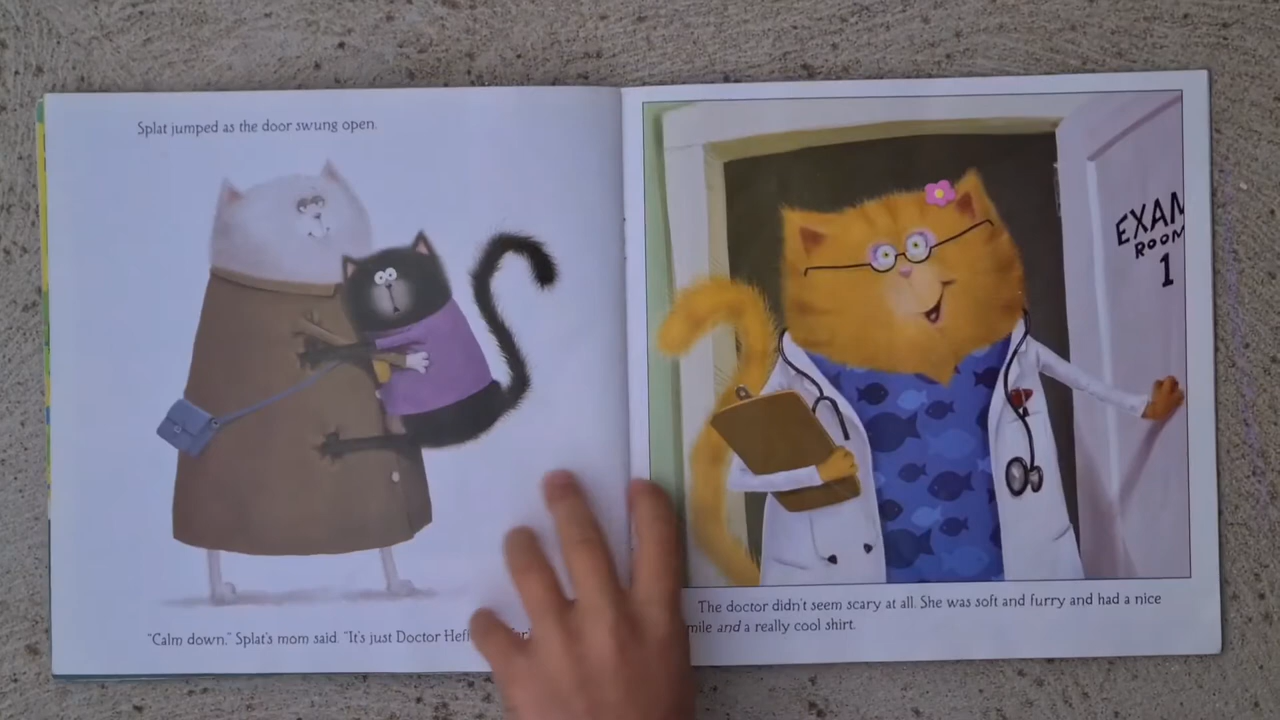 Splat jumped as the door swung open.
"Calm down," Splat's mom said. "It's just Doctor
EXAM
ROOM
1
The doctor didn't seem scary at all. She was soft and furry and had a nice
and a really cool shirt.